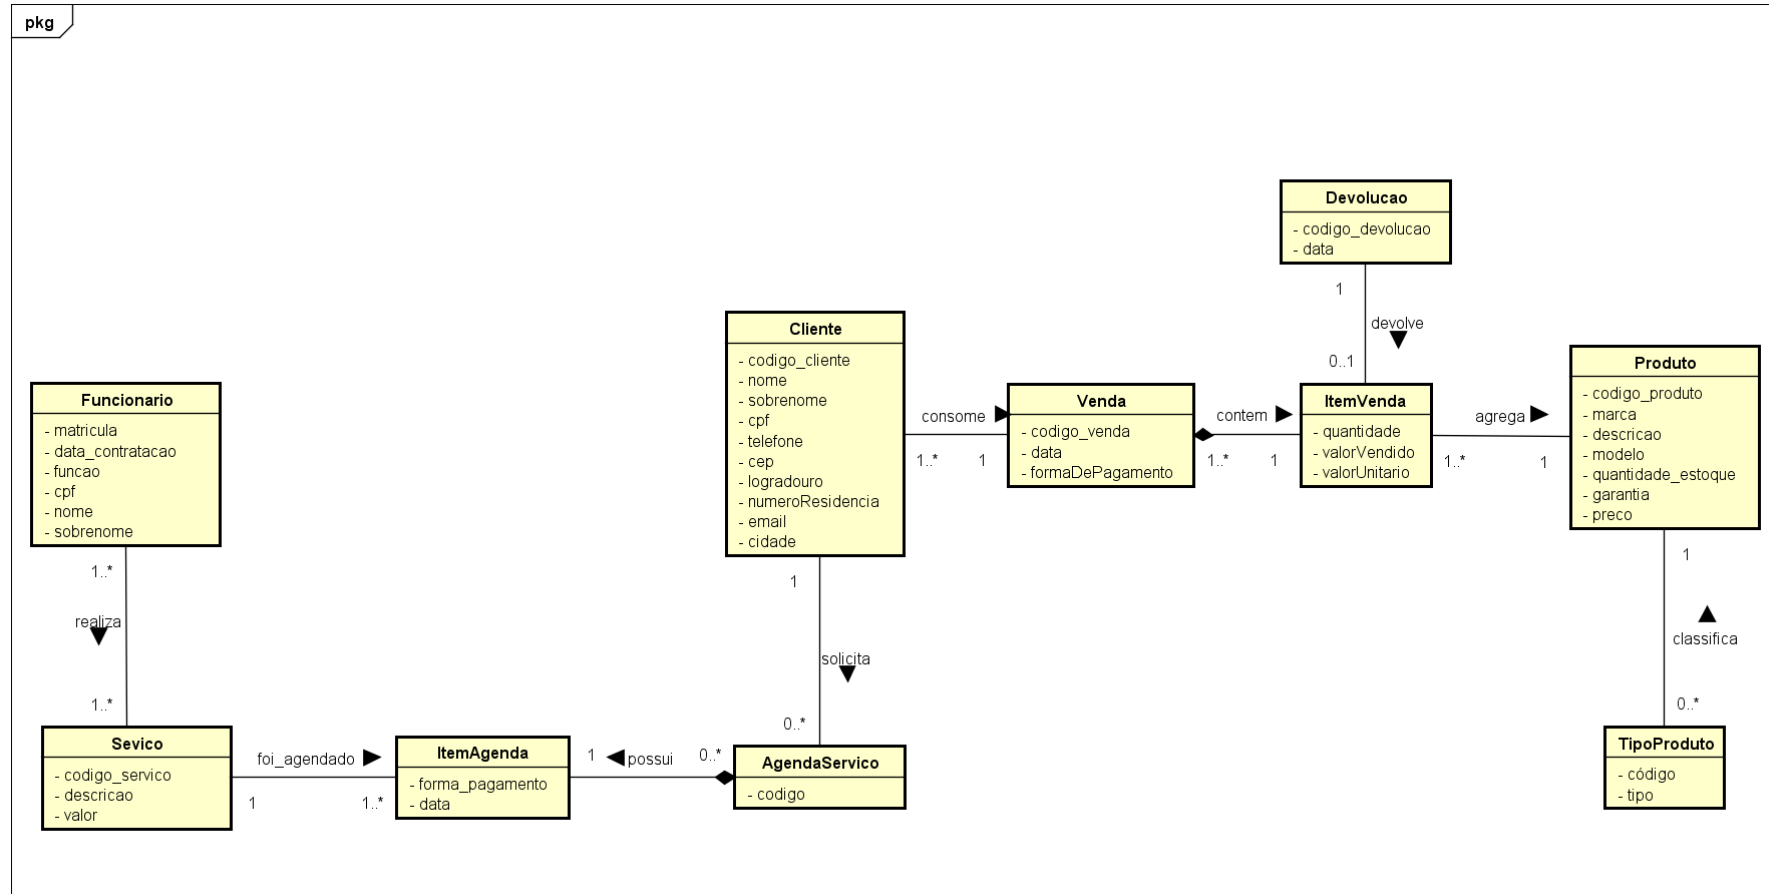 pkg
Devolucao
- codigo_devolucao
- data
1
devolve
0..1
Cliente
- codigo_cliente
- nome
- sobrenome
- cpf
- telefone
- cep
- logradouro
- numeroResidencia
- email
- cidade
consome
1..*
1
Venda
- codigo_venda
- data
- formaDePagamento
contem
1..*
1
ItemVenda
- quantidade
- valorVendido
- valorUnitario
agrega
1..*
1
Produto
- codigo_produto
- marca
- descricao
- modelo
- quantidade_estoque
- garantia
- preco
1
classifica
0..*
TipoProduto
- código
- tipo
Funcionario
- matricula
- data_contratacao
- funcao
- cpf
- nome
- sobrenome
1..*
realiza
1..*
Sevico
- codigo_servico
- descricao
- valor
foi_agendado
1
1..*
ItemAgenda
- forma_pagamento
- data
1
possui
0..*
1
solicita
0..*
AgendaServico
- codigo